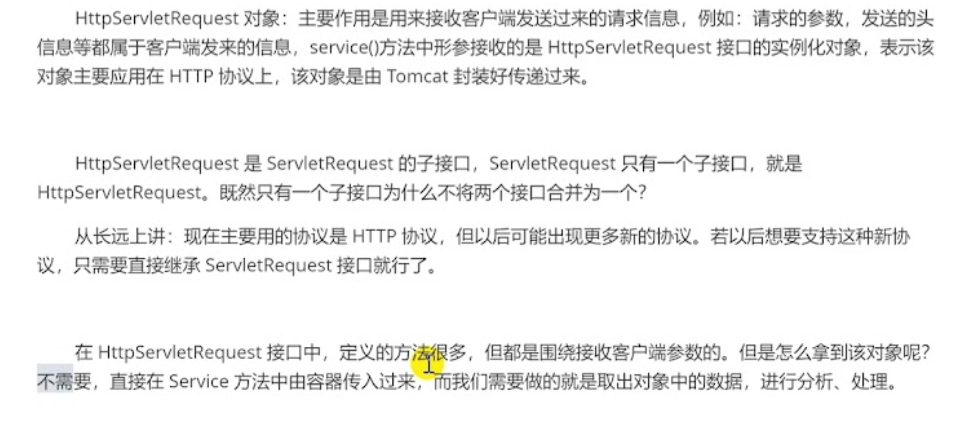 HttpServletRequest 对象：主要作用是用来接收客户端发送过来的请求信息，例如：请求的参数，发送的头
信息等都属于客户端发来的信息，service()方法中形参接收的是 HttpServletRequest 接口的实例化对象，表示该
对象主要应用在 HTTP 协议上，该对象是由 Tomcat 封装好传递过来。
HttpServletRequest 是 ServletRequest 的子接口，ServletRequest 只有一个子接口，就是
HttpServletRequest。既然只有一个子接口为什么不将两个接口合并为一个？
从长远上讲：现在主要用的协议是 HTTP 协议，但以后可能出现更多新的协议。若以后想要支持这种新协
议，只需要直接继承 ServletRequest 接口就行了。
在 HttpServletRequest 接口中，定义的方法很多，但都是围绕接收客户端参数的。但是怎么拿到该对象呢？
不需要，直接在 Service 方法中由容器传入过来，而我们需要做的就是取出对象中的数据，进行分析、处理。